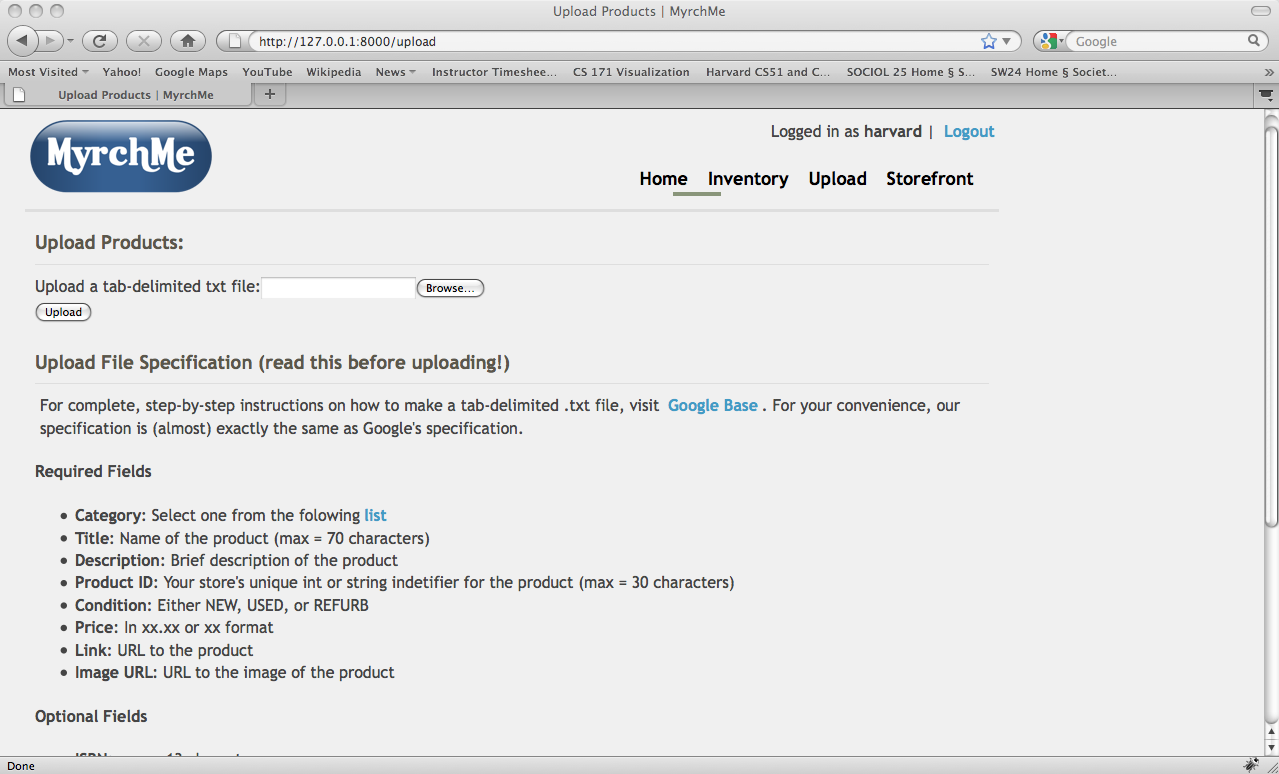 Upload Products | MyrchMe
http://127.0.0.1:8000/upload
Google
Most Visited Yahoo! Google Maps YouTube Wikipedia News Instructor Timeshee... CS 171 Visualization Harvard CS51 and C... SOCIOL 25 Home § S... SW24 Home § Societ... »
Upload Products | MyrchMe +
MyrchMe
Logged in as harvard | Logout
Home Inventory Upload Storefront
Upload Products:
Upload a tab-delimited txt file: Browse...
Upload
Upload File Specification (read this before uploading!)
For complete, step-by-step instructions on how to make a tab-delimited .txt file, visit Google Base . For your convenience, our
specification is (almost) exactly the same as Google's specification.
Required Fields
• Category: Select one from the folowing list
• Title: Name of the product (max = 70 characters)
• Description: Brief description of the product
• Product ID: Your store's unique int or string indetifier for the product (max = 30 characters)
• Condition: Either NEW, USED, or REFURB
• Price: In xx.xx or xx format
• Link: URL to the product
• Image URL: URL to the image of the product
Optional Fields
Done